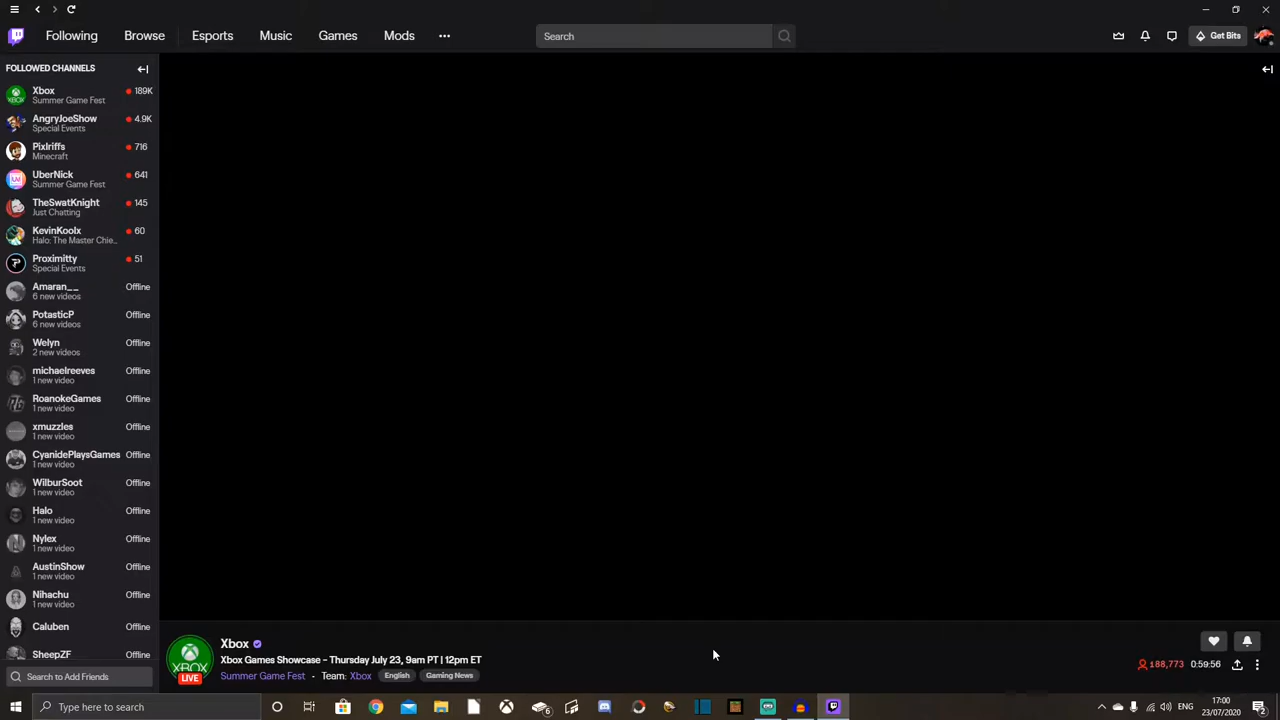 Following Browse Esports Music Games Mods ••• Search Get Bits
FOLLOWED CHANNELS
Xbox 189K
Summer Game Fest
AngryJoeShow 4.9K
Special Events
Pixlriffs 716
Minecraft
UberNick 641
Summer Game Fest
TheSwatKnight 145
Just Chatting
KevinKoolx 60
Halo: The Master Chie...
Proximitty 51
Special Events
Amaran__ Offline
6 new videos
PotasticP Offline
6 new videos
Welyn Offline
2 new videos
michaelreeves Offline
1 new video
RoanokeGames Offline
1 new video
xmuzzles Offline
1 new video
CyanidePlaysGames Offline
1 new video
WilburSoot Offline
1 new video
Halo Offline
1 new video
Nylex Offline
1 new video
AustinShow Offline
1 new video
Nihachu Offline
1 new video
Caluben Offline
SheepZF Offline
Search to Add Friends
XBOX
LIVE
Xbox
Xbox Games Showcase - Thursday July 23, 9am PT | 12pm ET
Summer Game Fest · Team: Xbox English Gaming News
188,773 0:59:56
Type here to search
ENG
17:00
23/07/2020